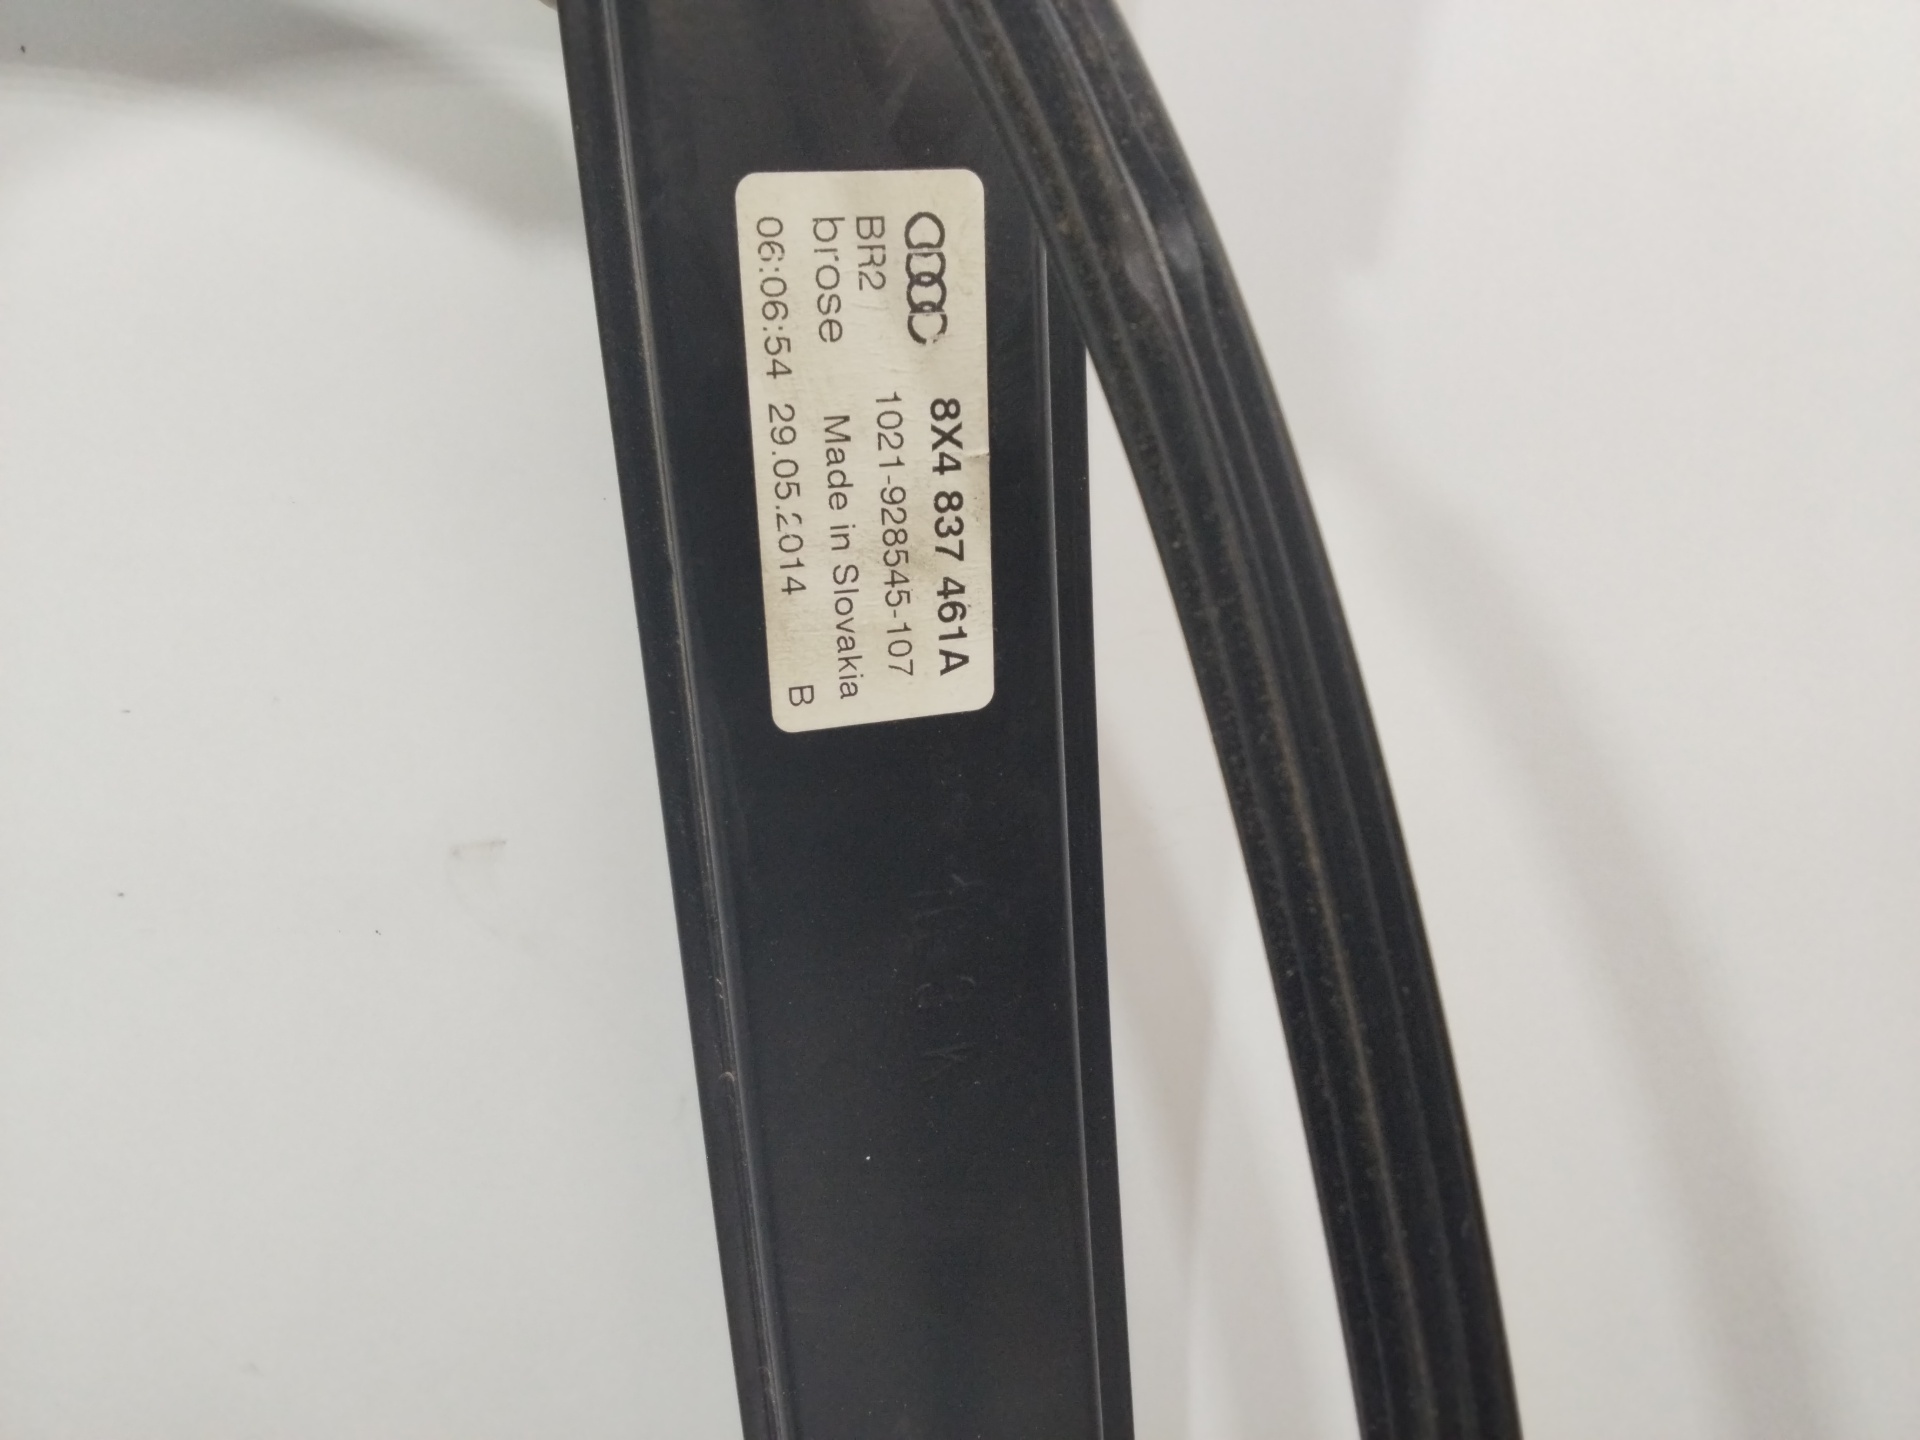 8X4 837 461A
BR2 1021-928545-107
brose Made in Slovakia
06:06:54 29.05.2014 B